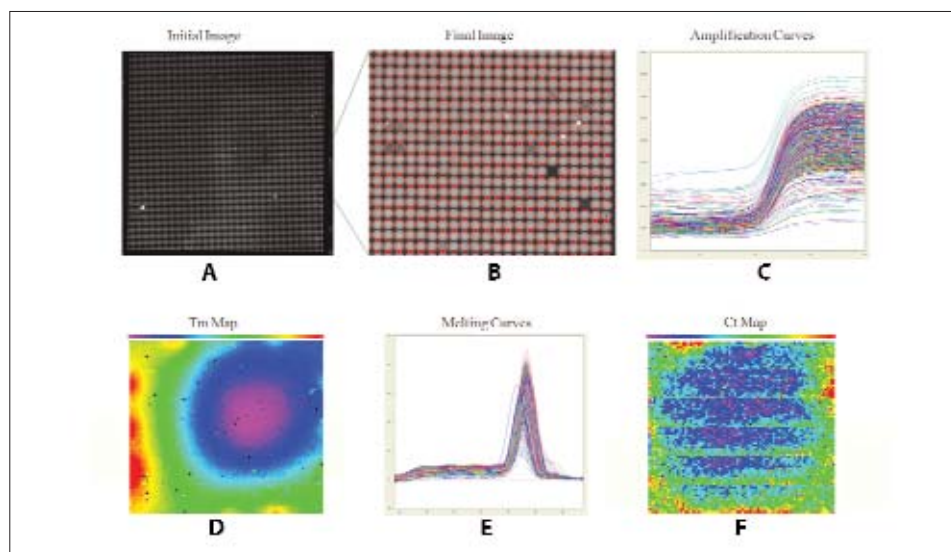 Initial Image
Final Image
Amplification Curves
A
B
C
Tm Map
Melting Curves
Ct Map
D
E
F